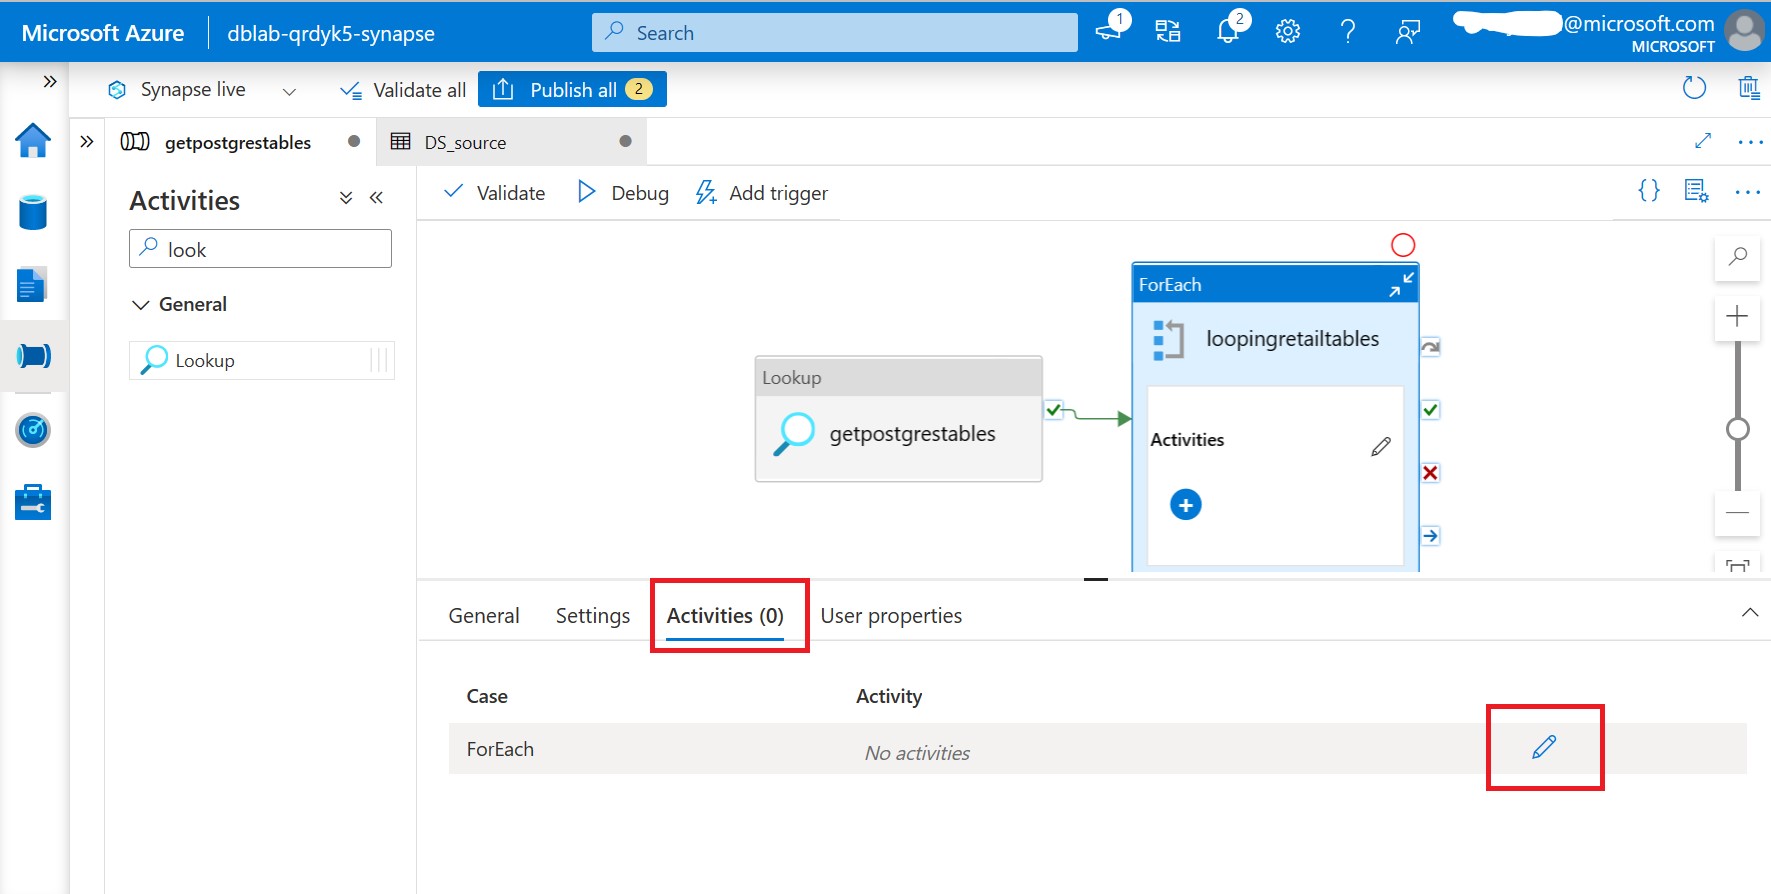 Microsoft Azure
dblab-qrdyk5-synapse
Search
1
2
@microsoft.com
MICROSOFT
Synapse live
Validate all
Publish all 2
getpostgrestables
DS_source
Activities
look
General
Lookup
Validate
Debug
Add trigger
{}
Lookup
getpostgrestables
ForEach
loopingretailtables
Activities
General
Settings
Activities (0)
User properties
Case
Activity
ForEach
No activities